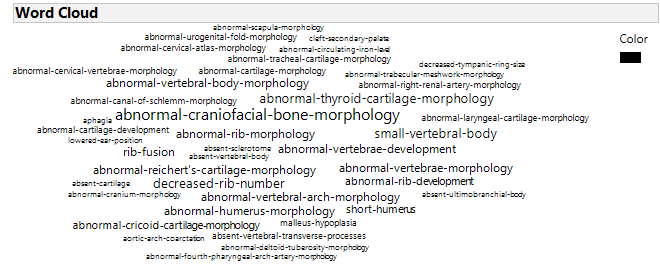 Word Cloud
abnormal-scapula-morphology
abnormal-urogenital-fold-morphology
cleft-secondary-palate
Color
abnormal-cervical-atlas-morphology
abnormal-circulating-iron-level
abnormal-tracheal-cartilage-morphology
decreased-tympanic-ring-size
abnormal-cervical-vertebrae-morphology
abnormal-cartilage-morphology
abnormal-trabecular-meshwork-morphology
abnormal-vertebral-body-morphology
abnormal-right-renal-artery-morphology
abnormal-canal-of-schlemm-morphology
abnormal-thyroid-cartilage-morphology
aphagia
abnormal-craniofacial-bone-morphology
abnormal-laryngeal-cartilage-morphology
abnormal-cartilage-development
abnormal-rib-morphology
small-vertebral-body
lowered-ear-position
rib-fusion
absent-sclerotome
abnormal-vertebrae-development
absent-vertebral-body
abnormal-reichert's-cartilage-morphology
abnormal-vertebrae-morphology
absent-cartilage
decreased-rib-number
abnormal-rib-development
abnormal-cranium-morphology
abnormal-vertebral-arch-morphology
absent-ultimobranchial-body
abnormal-humerus-morphology
short-humerus
abnormal-cricoid-cartilage-morphology
malleus-hypoplasia
aortic-arch-coarctation
absent-vertebral-transverse-processes
abnormal-deltoid-tuberosity-morphology
abnormal-fourth-pharyngeal-arch-artery-morphology